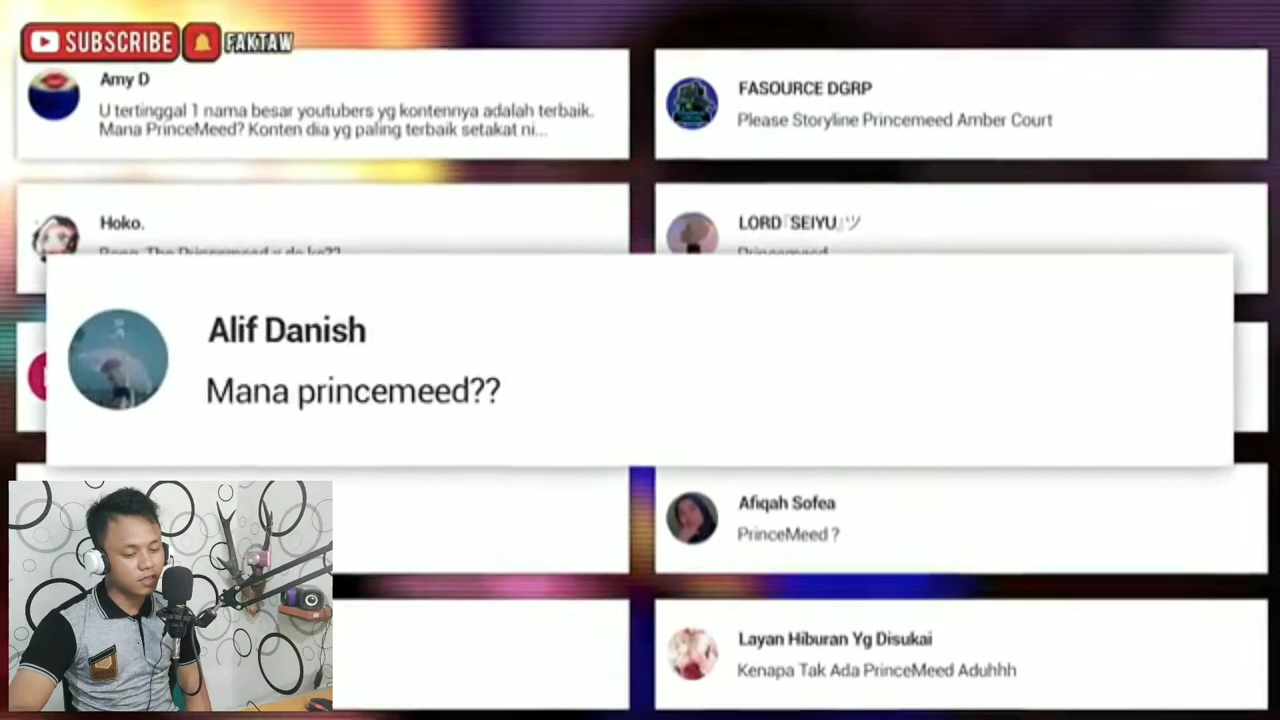 SUBSCRIBE
FAKTAW
Amy D
U tertinggal 1 nama besar youtubers yg kontennya adalah terbaik.
Mana PrinceMeed? Konten dia yg paling terbaik setakat ni...
FASOURCE DGRP
Please Storyline Princemeed Amber Court
Hoko.
LORD『SEIYU』ツ
Princemeed
Alif Danish
Mana princemeed??
Afiqah Sofea
PrinceMeed ?
Layan Hiburan Yg Disukai
Kenapa Tak Ada PrinceMeed Aduhhh